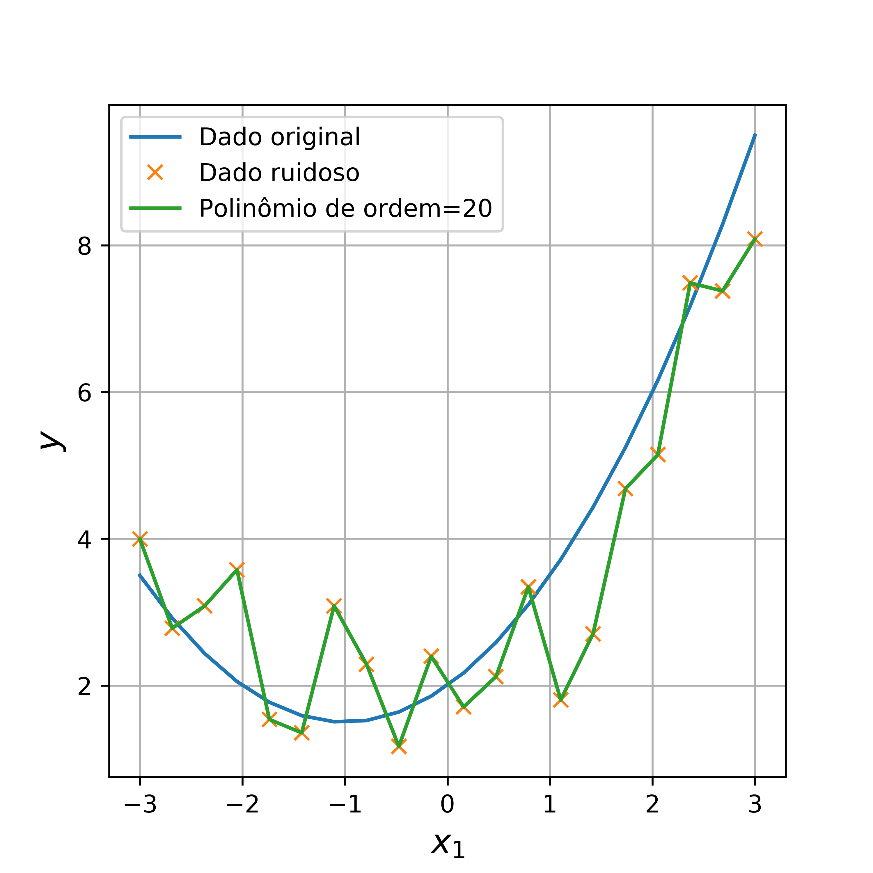 Dado original
Dado ruidoso
Polinômio de ordem=20
8
6
4
2
y
−3 −2 −1 0 1 2 3
x₁